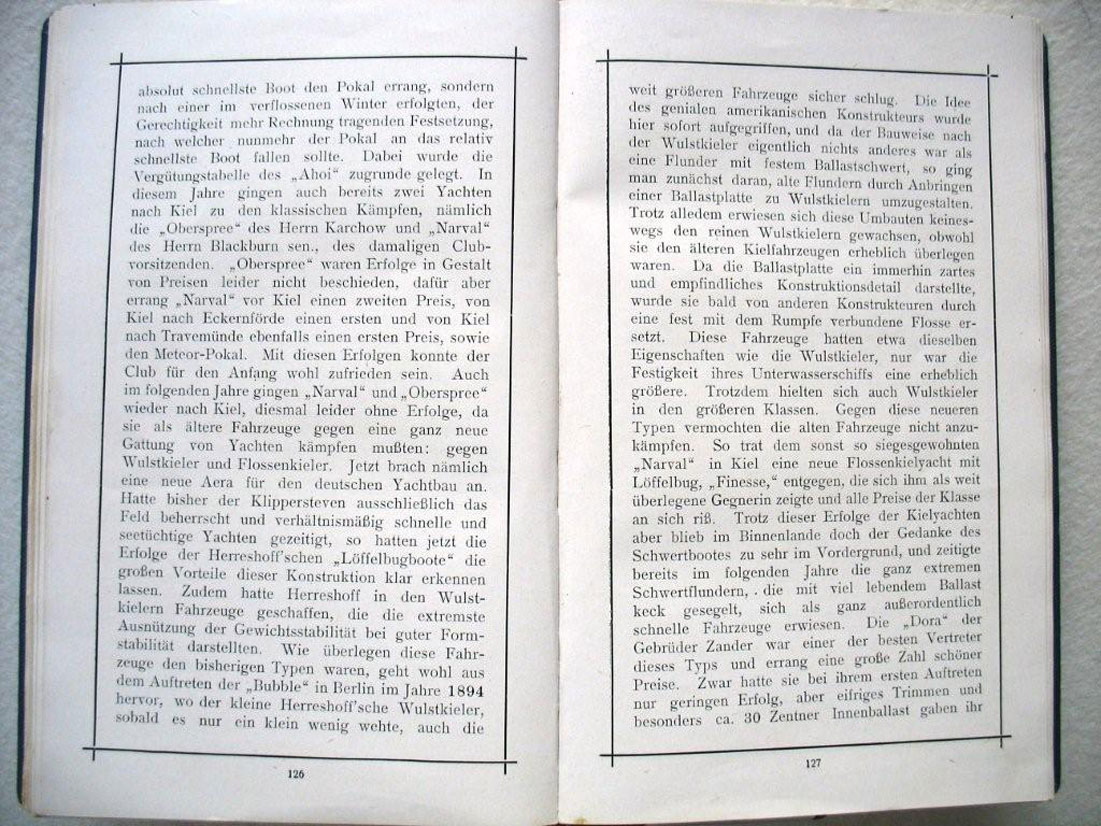 absolut schnellste Boot den Pokal errang, sondern
nach einer im verflossenen Winter erfolgten, der
Gerechtigkeit mehr Rechnung tragenden Festsetzung,
nach welcher nunmehr der Pokal an das relativ
schnellste Boot fallen sollte. Dabei wurde die
Vergütungstabelle des „Ahoi“ zugrunde gelegt. In
diesem Jahre gingen auch bereits zwei Yachten
nach Kiel zu den klassischen Kämpfen, nämlich
die „Oberspree“ des Herrn Karchow und „Narval“
des Herrn Blackburn sen., des damaligen Club-
vorsitzenden. „Oberspree“ waren Erfolge in Gestalt
von Preisen leider nicht beschieden, dafür aber
errang „Narval“ vor Kiel einen zweiten Preis, von
Kiel nach Eckernförde einen ersten und von Kiel
nach Travemünde ebenfalls einen ersten Preis, sowie
den Meteor-Pokal. Mit diesen Erfolgen konnte der
Club für den Anfang wohl zufrieden sein. Auch
im folgenden Jahre gingen „Narval“ und „Oberspree“
wieder nach Kiel, diesmal leider ohne Erfolge, da
sie als ältere Fahrzeuge gegen eine ganz neue
Gattung von Yachten kämpfen mußten: gegen
Wulstkieler und Flossenkieler. Jetzt brach nämlich
eine neue Aera für den deutschen Yachtbau an.
Hatte bisher der Klippersteven ausschließlich das
Feld beherrscht und verhältnismäßig schnelle und
seetüchtige Yachten gezeitigt, so hatten jetzt die
Erfolge der Herreshoff’schen „Löffelbugboote“ die
großen Vorteile dieser Konstruktion klar erkennen
lassen. Zudem hatte Herreshoff in den Wulst-
kielern Fahrzeuge geschaffen, die die extremste
Ausnützung der Gewichtsstabilität bei guter Form-
stabilität darstellten. Wie überlegen diese Fahr-
zeuge den bisherigen Typen waren, geht wohl aus
dem Auftreten der „Bubble“ in Berlin im Jahre 1894
hervor, wo der kleine Herreshoff’sche Wulstkieler,
sobald es nur ein klein wenig wehte, auch die
126
weit größeren Fahrzeuge sicher schlug. Die Idee
des genialen amerikanischen Konstrukteurs wurde
hier sofort aufgegriffen, und da der Bauweise nach
der Wulstkieler eigentlich nichts anderes war als
eine Flunder mit festem Ballastschwert, so ging
man zunächst daran, alte Flundern durch Anbringen
einer Ballastplatte zu Wulstkielern umzugestalten.
Trotz alledem erwiesen sich diese Umbauten keines-
wegs den reinen Wulstkielern gewachsen, obwohl
sie den älteren Kielfahrzeugen erheblich überlegen
waren. Da die Ballastplatte ein immerhin zartes
und empfindliches Konstruktionsdetail darstellte,
wurde sie bald von anderen Konstrukteuren durch
eine fest mit dem Rumpfe verbundene Flosse er-
setzt. Diese Fahrzeuge hatten etwa dieselben
Eigenschaften wie die Wulstkieler, nur war die
Festigkeit ihres Unterwasserschiffs eine erheblich
größere. Trotzdem hielten sich auch Wulstkieler
in den größeren Klassen. Gegen diese neueren
Typen vermochten die alten Fahrzeuge nicht anzu-
kämpfen. So trat dem sonst so siegesgewohnten
„Narval“ in Kiel eine neue Flossenkielyacht mit
Löffelbug, „Finesse,“ entgegen, die sich ihm als weit
überlegene Gegnerin zeigte und alle Preise der Klasse
an sich riß. Trotz dieser Erfolge der Kielyachten
aber blieb im Binnenlande doch der Gedanke des
Schwertbootes zu sehr im Vordergrund, und zeitigte
bereits im folgenden Jahre die ganz extremen
Schwertflundern, . die mit viel lebendem Ballast
keck gesegelt, sich als ganz außerordentlich
schnelle Fahrzeuge erwiesen. Die „Dora“ der
Gebrüder Zander war einer der besten Vertreter
dieses Typs und errang eine große Zahl schöner
Preise. Zwar hatte sie bei ihrem ersten Auftreten
nur geringen Erfolg, aber eifriges Trimmen und
besonders ca. 30 Zentner Innenballast gaben ihr
127